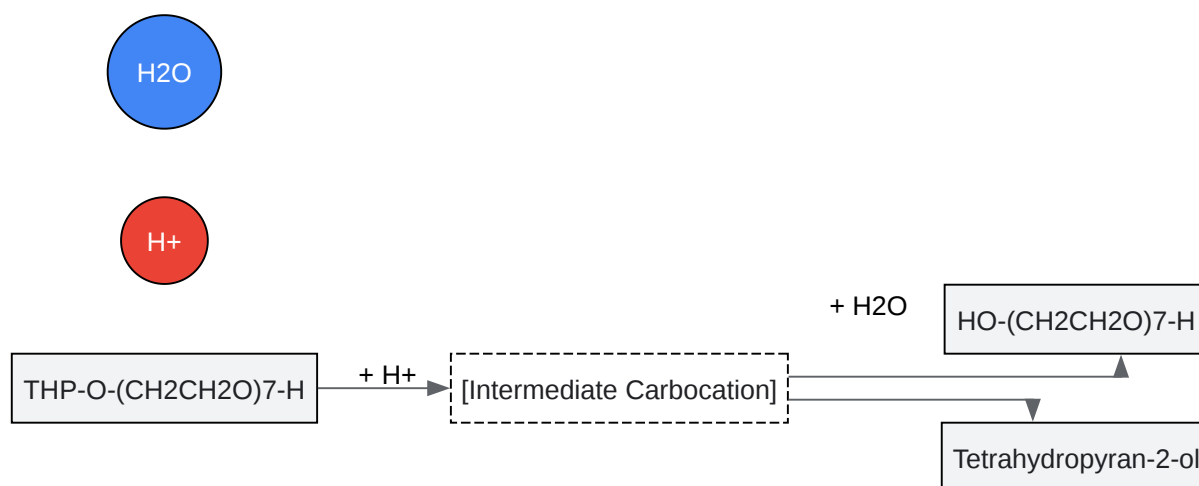 H2O
H+
+ H2O
HO-(CH2CH2O)7-H
THP-O-(CH2CH2O)7-H
+ H+
[Intermediate Carbocation]
Tetrahydropyran-2-ol